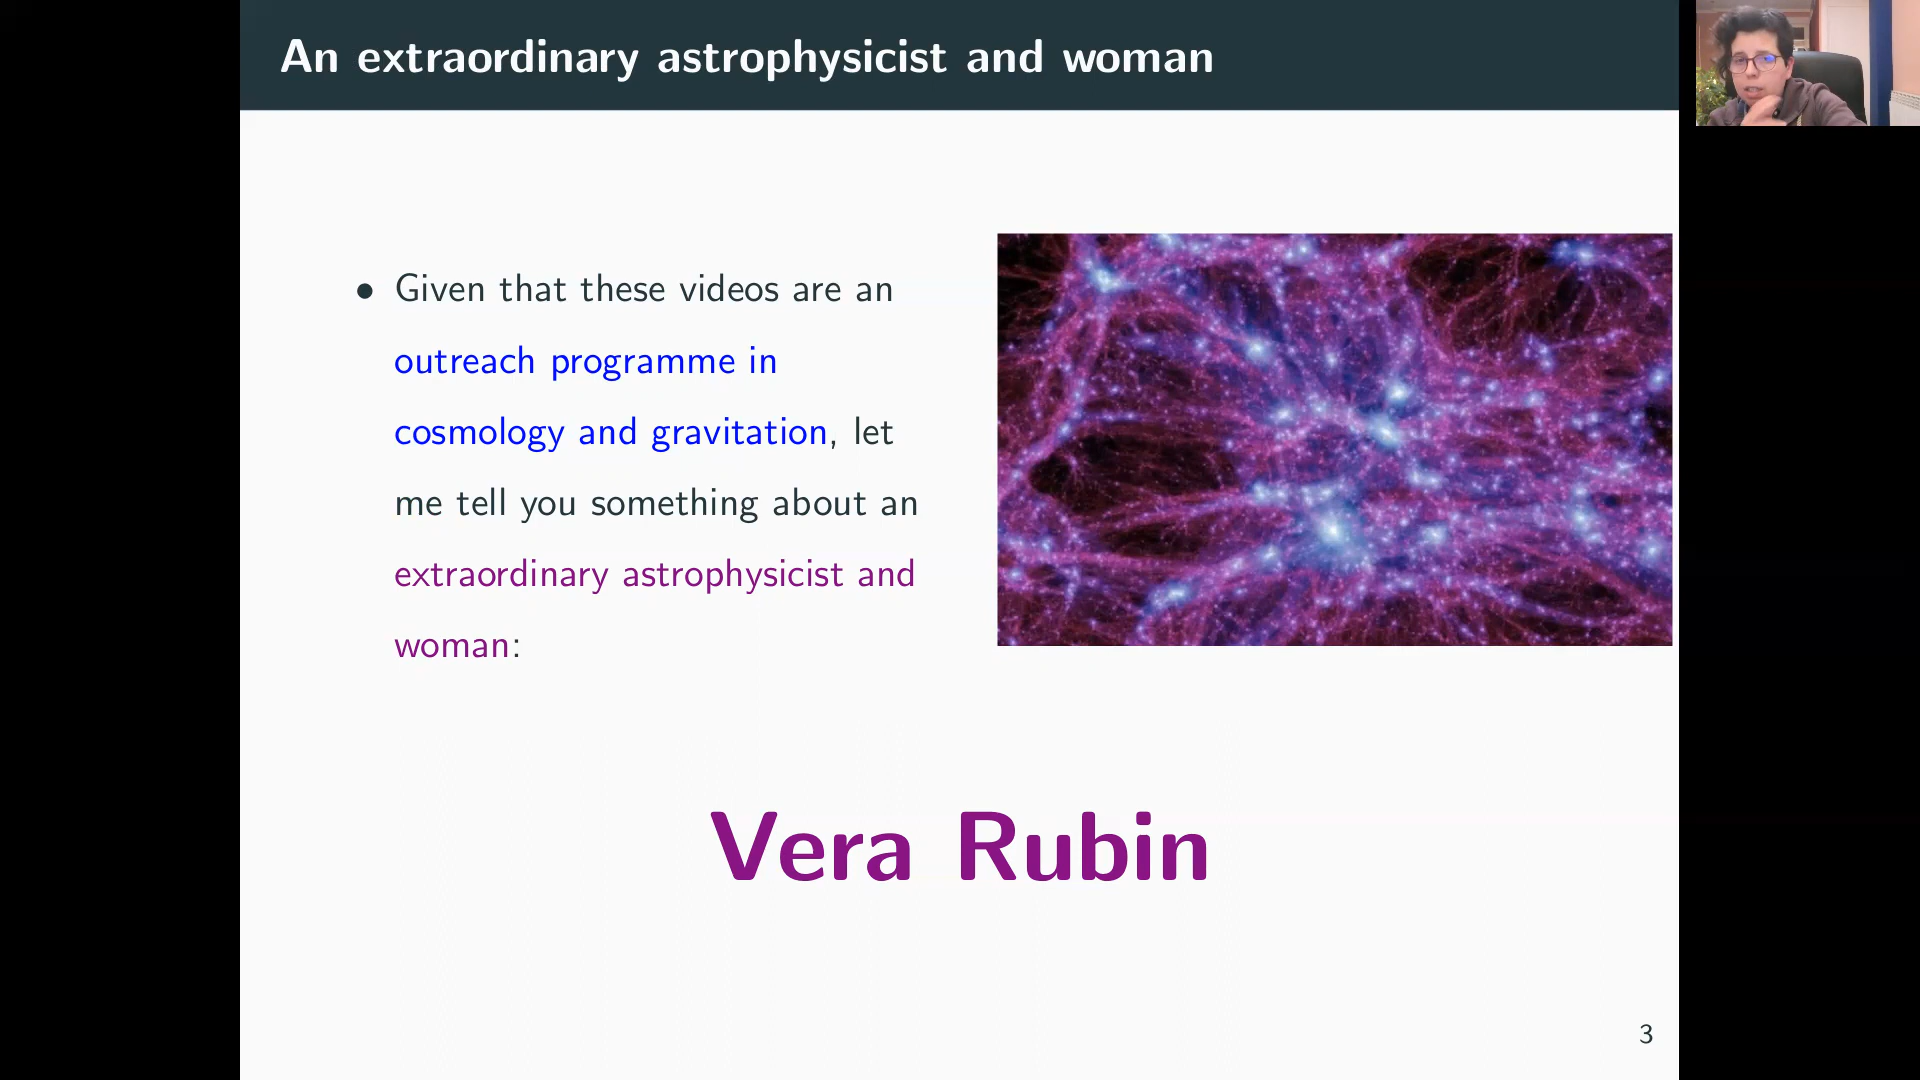 An extraordinary astrophysicist and woman
• Given that these videos are an
outreach programme in
cosmology and gravitation, let
me tell you something about an
extraordinary astrophysicist and
woman:
Vera Rubin
3